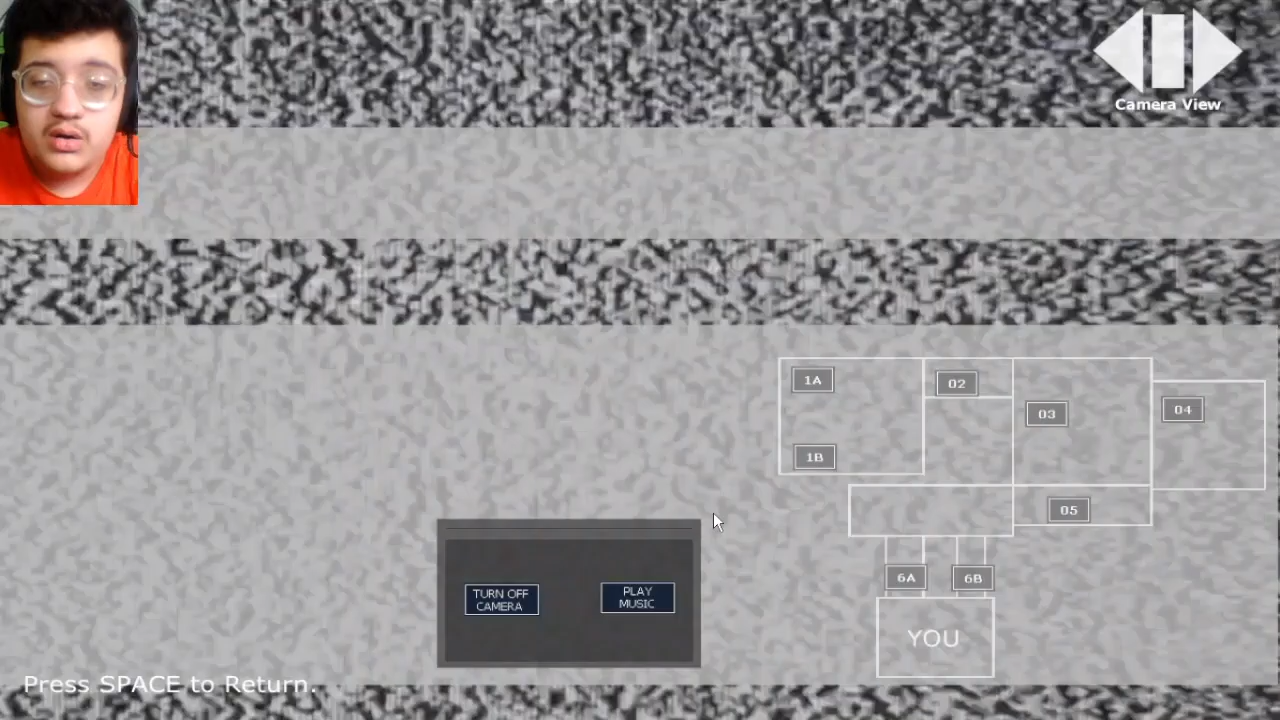 Camera View
1A
02
03
04
1B
05
6A
6B
YOU
TURN OFF
CAMERA
PLAY
MUSIC
Press SPACE to Return.